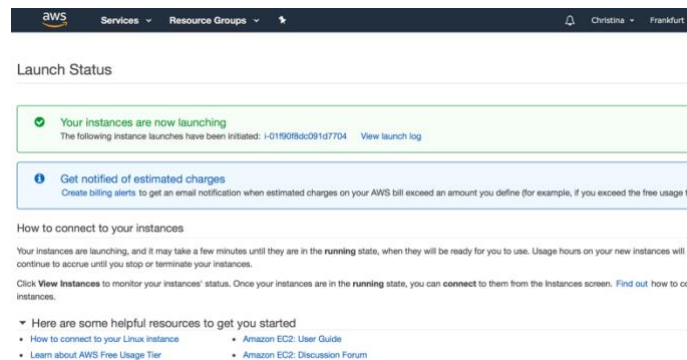 aws Services Resource Groups Christina Frankfurt
Launch Status
Your instances are now launching
The following instance launches have been initiated: i-01f90f8dc091d7704 View launch log
Get notified of estimated charges
Create billing alerts to get an email notification when estimated charges on your AWS bill exceed an amount you define (for example, if you exceed the free usage
How to connect to your instances
Your instances are launching, and it may take a few minutes until they are in the running state, when they will be ready for you to use. Usage hours on your new instances will
continue to accrue until you stop or terminate your instances.
Click View Instances to monitor your instances' status. Once your instances are in the running state, you can connect to them from the Instances screen. Find out how to
instances.
Here are some helpful resources to get you started
• How to connect to your Linux instance • Amazon EC2: User Guide
• Learn about AWS Free Usage Tier • Amazon EC2: Discussion Forum